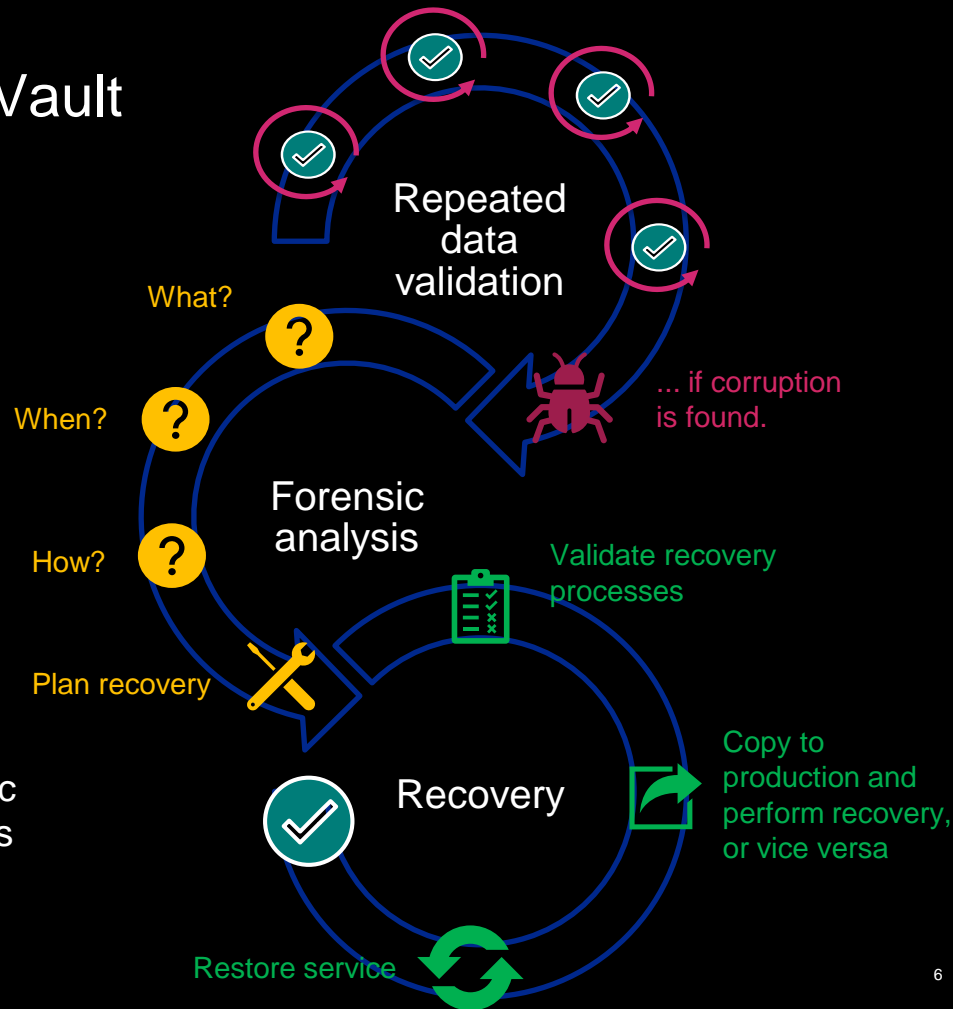 Vault
Repeated
data
validation
What?
... if corruption
is found.
When?
Forensic
analysis
How?
Validate recovery
processes
Plan recovery
Copy to
production and
perform recovery,
or vice versa
Recovery
c
s
Restore service
6